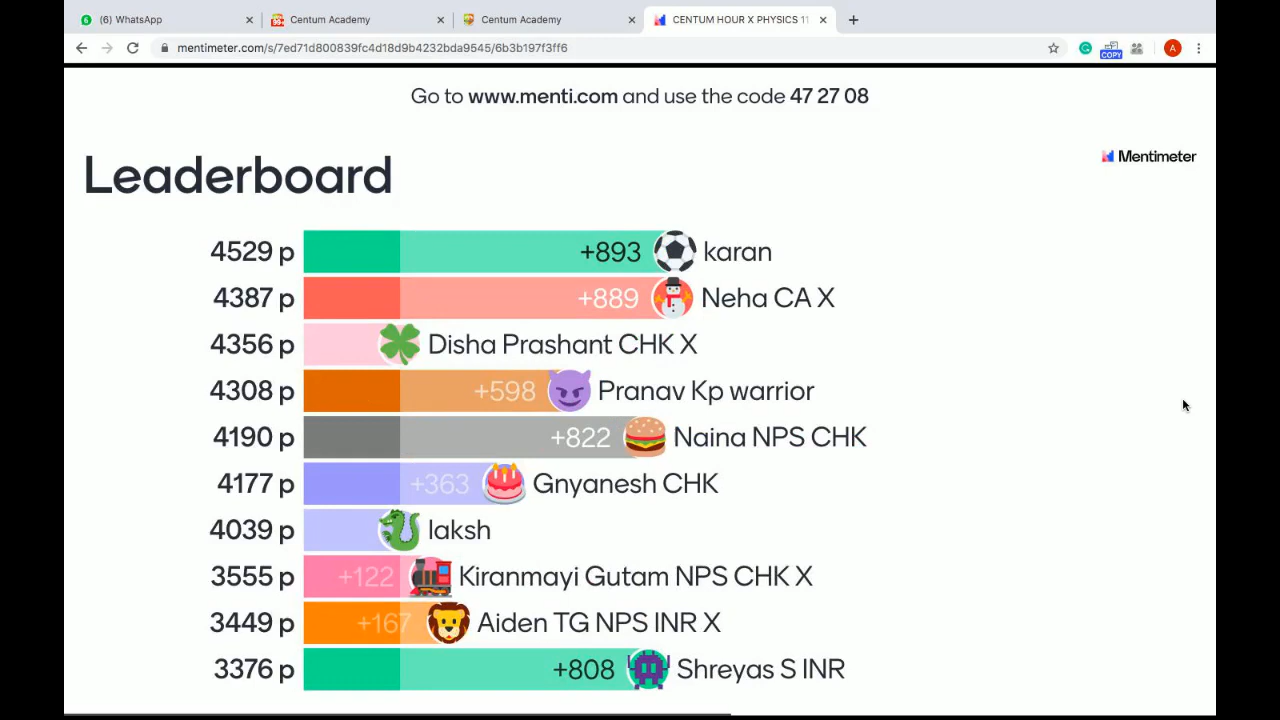 (6) WhatsApp
Centum Academy
Centum Academy
CENTUM HOUR X PHYSICS 11
mentimeter.com/s/7ed71d800839fc4d18d9b4232bda9545/6b3b197f3ff6
COPY
A
Go to www.menti.com and use the code 47 27 08
Mentimeter
Leaderboard
4529 p +893 karan
4387 p +889 Neha CA X
4356 p Disha Prashant CHK X
4308 p +598 Pranav Kp warrior
4190 p +822 Naina NPS CHK
4177 p +363 Gnyanesh CHK
4039 p laksh
3555 p +122 Kiranmayi Gutam NPS CHK X
3449 p +167 Aiden TG NPS INR X
3376 p +808 Shreyas S INR